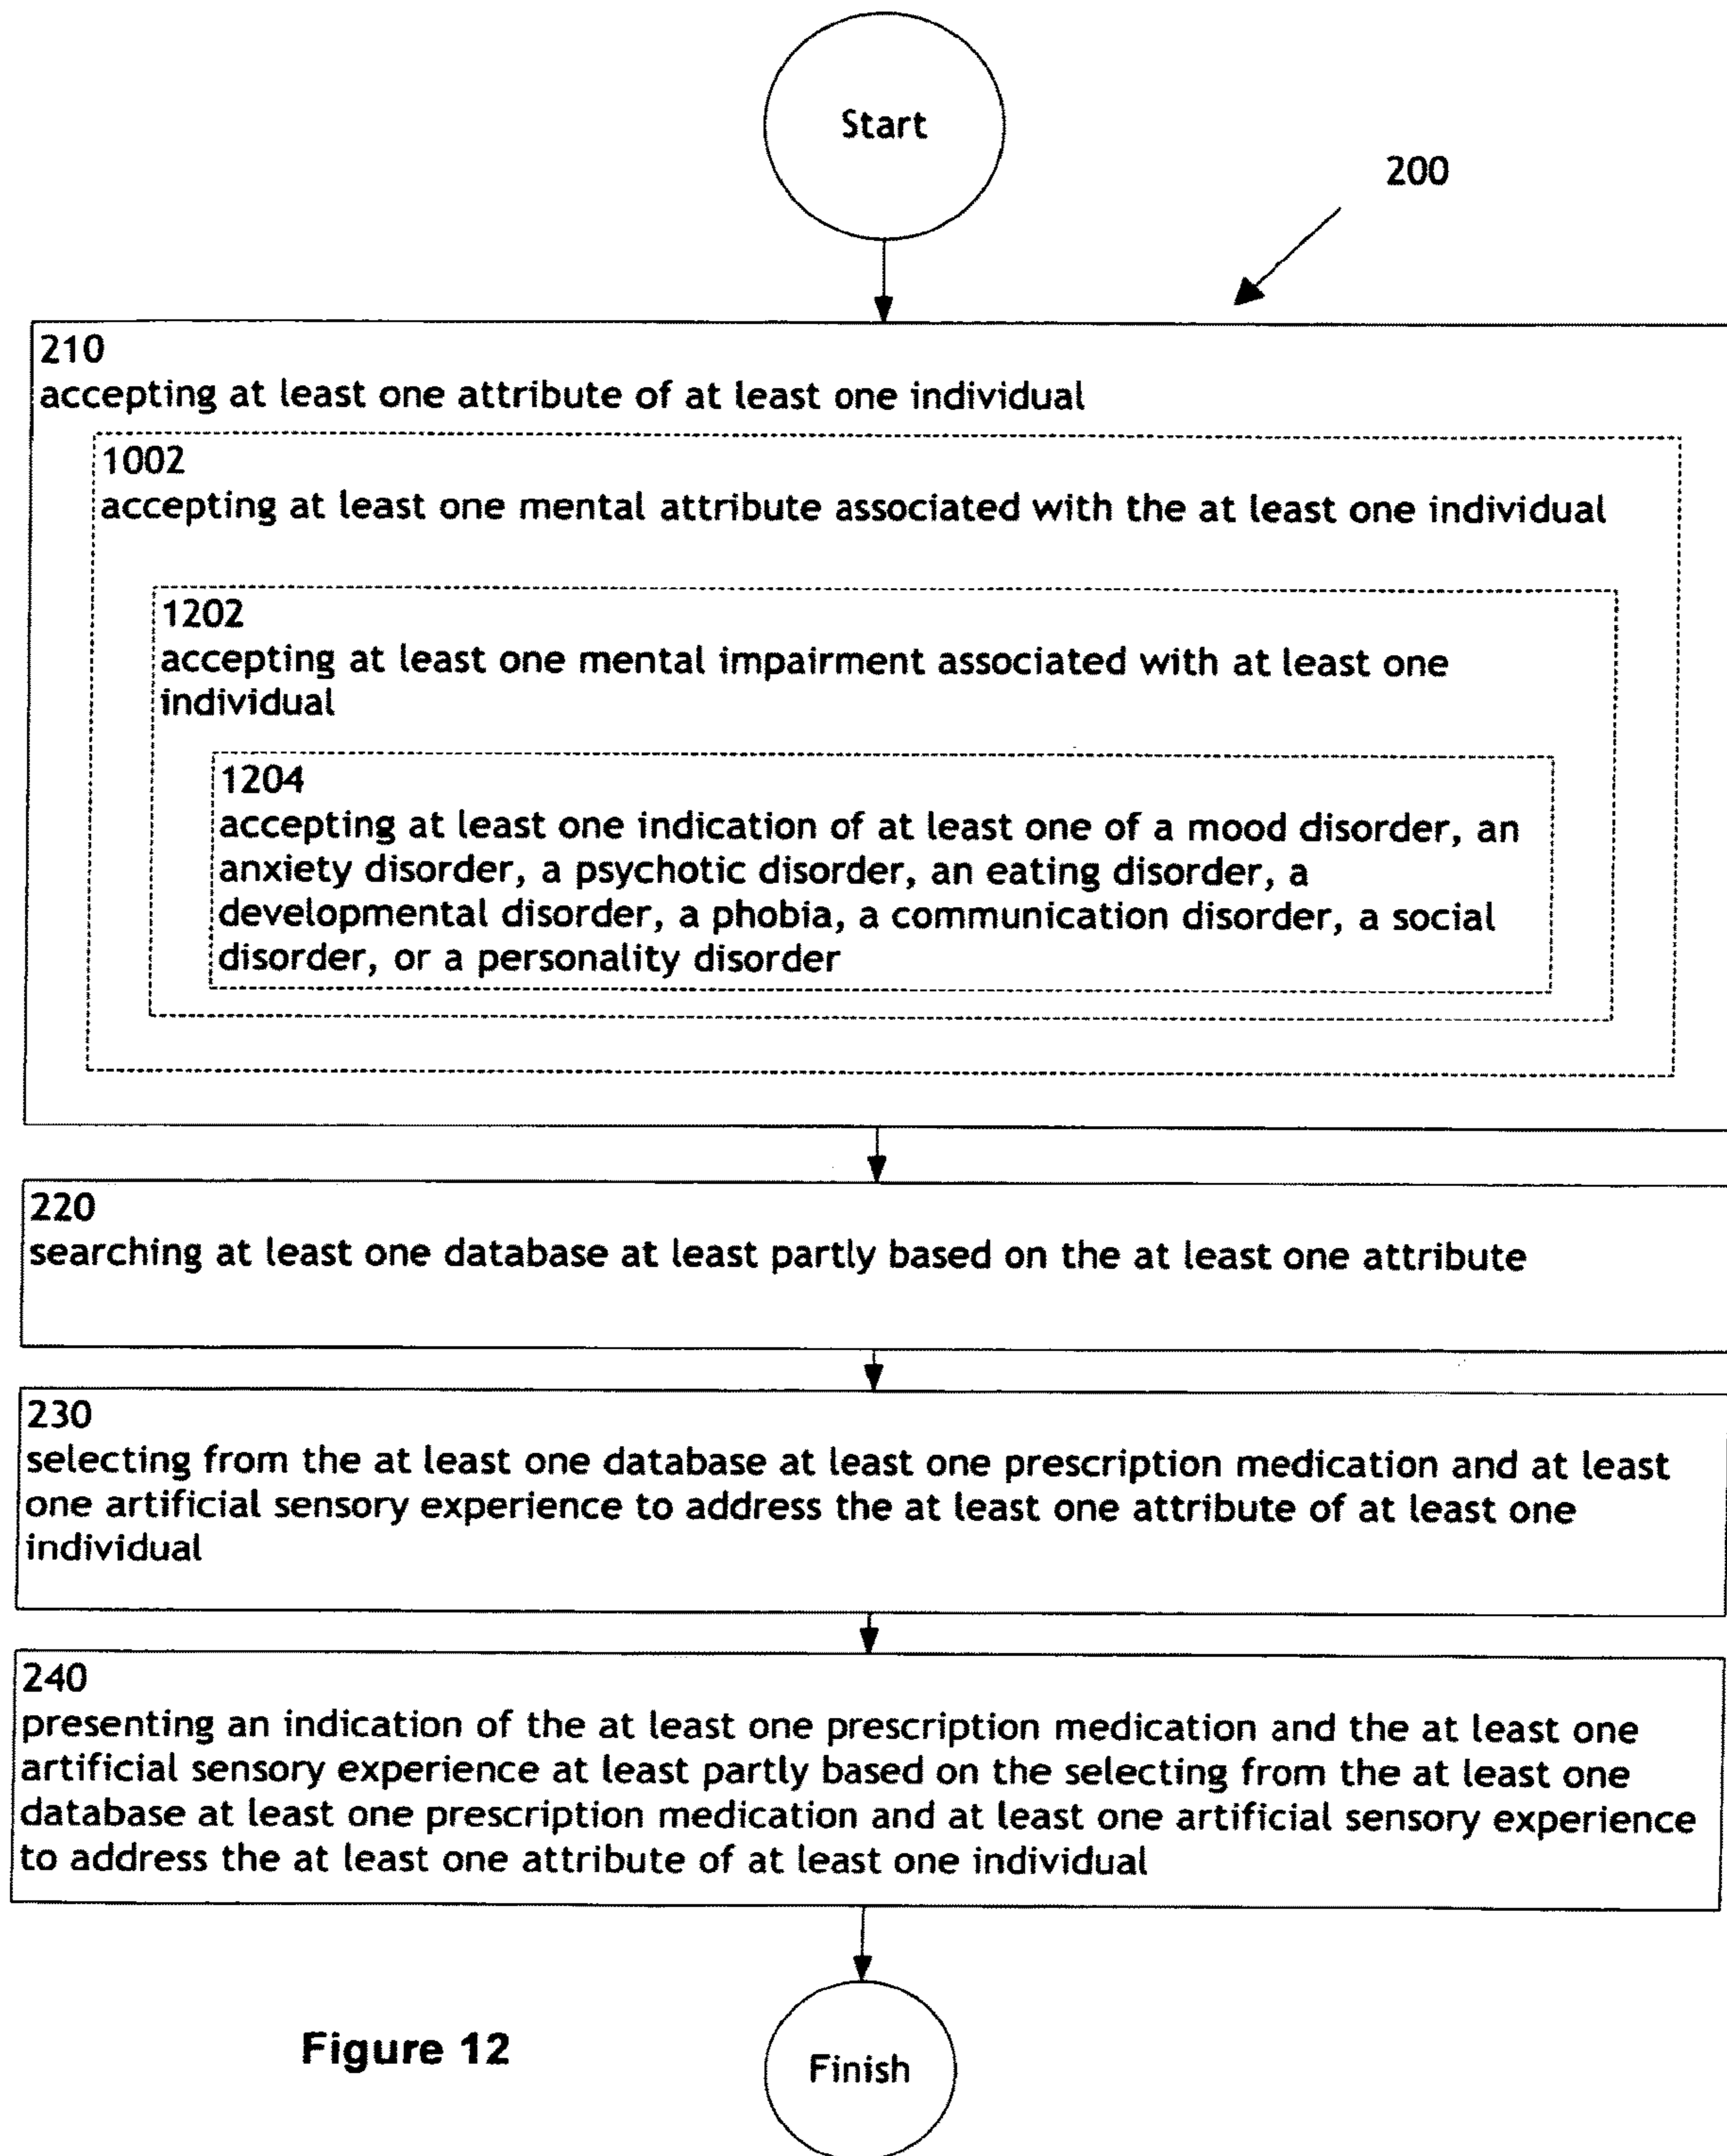 Start
200
210
accepting at least one attribute of at least one individual
1002
accepting at least one mental attribute associated with the at least one individual
1202
accepting at least one mental impairment associated with at least one
individual
1204
accepting at least one indication of at least one of a mood disorder, an
anxiety disorder, a psychotic disorder, an eating disorder, a
developmental disorder, a phobia, a communication disorder, a social
disorder, or a personality disorder
220
searching at least one database at least partly based on the at least one attribute
230
selecting from the at least one database at least one prescription medication and at least
one artificial sensory experience to address the at least one attribute of at least one
individual
240
presenting an indication of the at least one prescription medication and the at least one
artificial sensory experience at least partly based on the selecting from the at least one
database at least one prescription medication and at least one artificial sensory experience
to address the at least one attribute of at least one individual
Figure 12
Finish